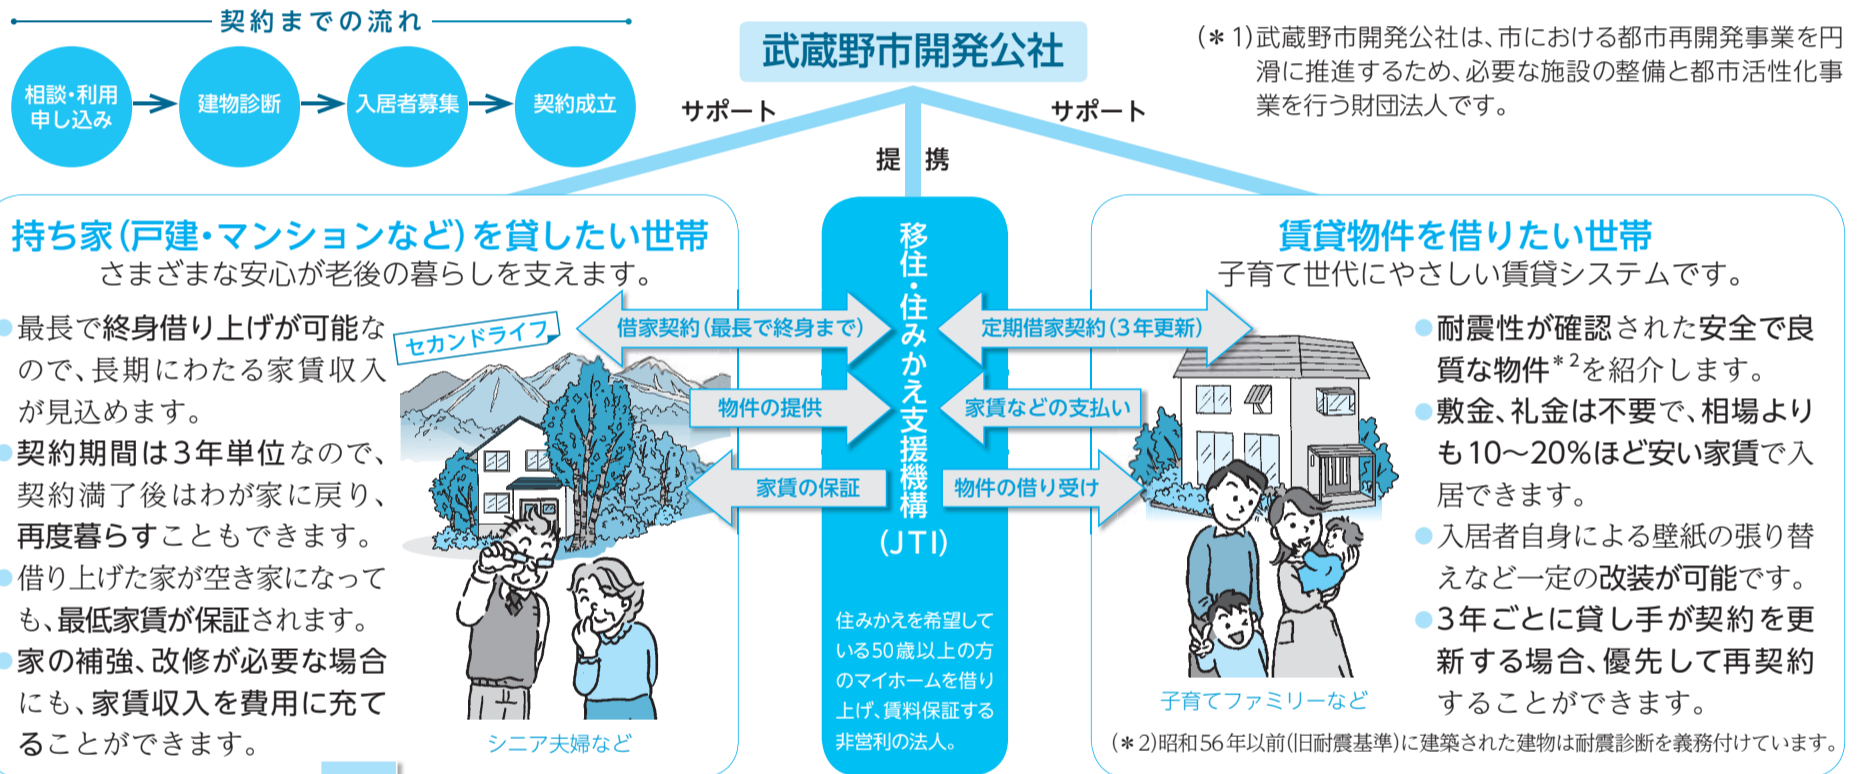 契約までの流れ
相談・利用
申し込み
建物診断
入居者募集
契約成立
武蔵野市開発公社
(＊1)武蔵野市開発公社は、市における都市再開発事業を円
滑に推進するため、必要な施設の整備と都市活性化事
業を行う財団法人です。
サポート
サポート
提携
持ち家(戸建・マンションなど)を貸したい世帯
さまざまな安心が老後の暮らしを支えます。
●最長で終身借り上げが可能な
ので、長期にわたる家賃収入
が見込めます。
●契約期間は3年単位なので、
契約満了後はわが家に戻り、
再度暮らすこともできます。
●借り上げた家が空き家になって
も、最低家賃が保証されます。
●家の補強、改修が必要な場合
にも、家賃収入を費用に充て
ることができます。
セカンドライフ
シニア夫婦など
借家契約(最長で終身まで)
物件の提供
家賃の保証
移住・住みかえ支援機構
(JTI)
住みかえを希望して
いる50歳以上の方
のマイホームを借り
上げ、賃料保証する
非営利の法人。
定期借家契約(3年更新)
家賃などの支払い
物件の借り受け
賃貸物件を借りたい世帯
子育て世代にやさしい賃貸システムです。
子育てファミリーなど
●耐震性が確認された安全で良
質な物件＊2を紹介します。
●敷金、礼金は不要で、相場より
も10〜20%ほど安い家賃で入
居できます。
●入居者自身による壁紙の張り替
えなど一定の改装が可能です。
●3年ごとに貸し手が契約を更
新する場合、優先して再契約
することができます。
(＊2)昭和56年以前(旧耐震基準)に建築された建物は耐震診断を義務付けています。